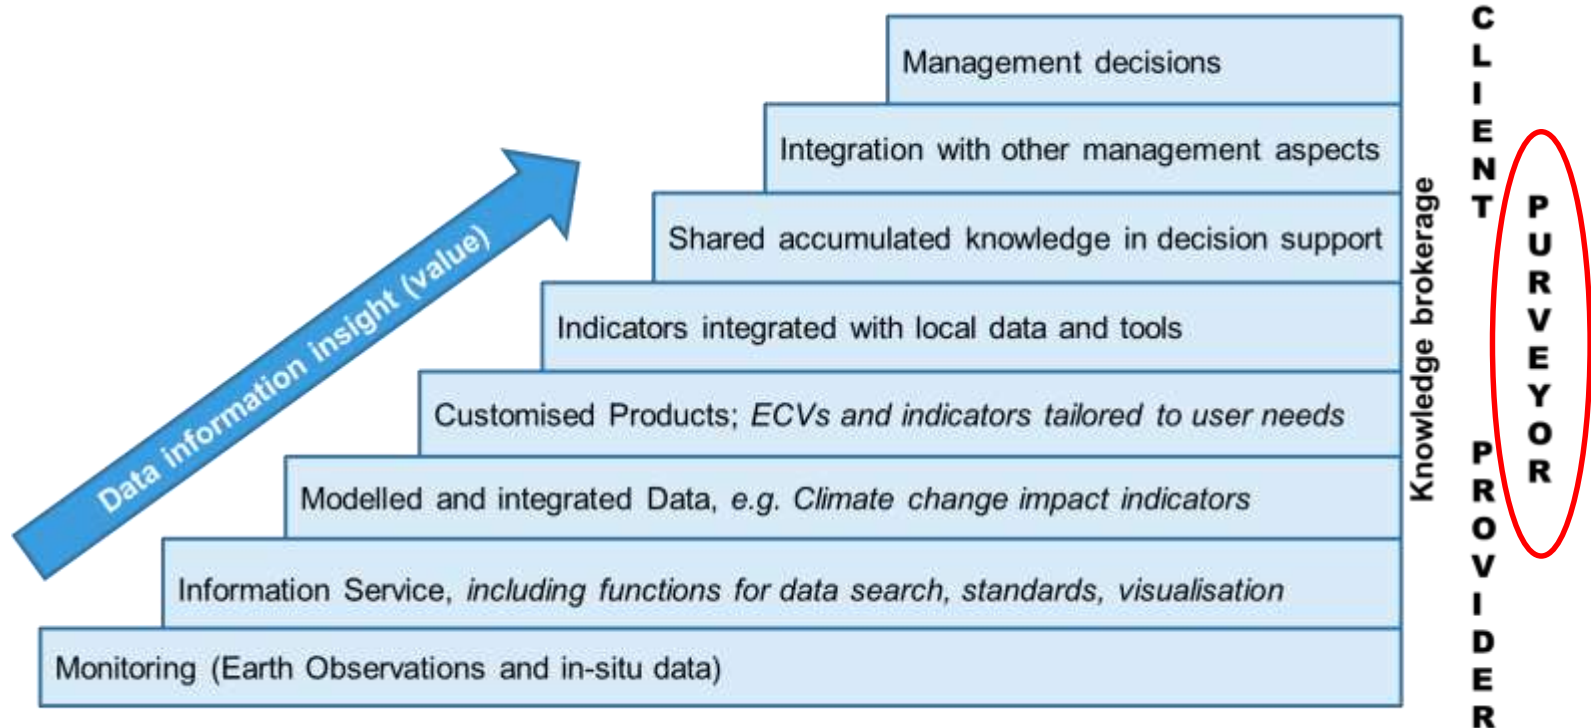 Management decisions
Integration with other management aspects
Shared accumulated knowledge in decision support
Indicators integrated with local data and tools
Customised Products; ECVs and indicators tailored to user needs
Modelled and integrated Data, e.g. Climate change impact indicators
Information Service, including functions for data search, standards, visualisation
Monitoring (Earth Observations and in-situ data)
Data information insight (value)
Knowledge brokerage
CLIENT
PROVIDER
PURVEYOR